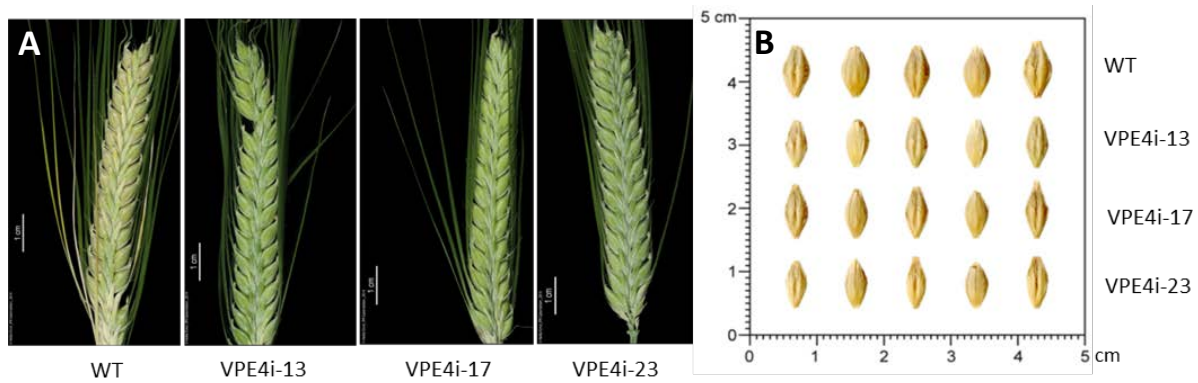 A
1 cm
WT
1 cm
VPE4i-13
1 cm
VPE4i-17
1 cm
VPE4i-23
B
5 cm
4
3
2
1
0
0 1 2 3 4 5 cm
WT
VPE4i-13
VPE4i-17
VPE4i-23